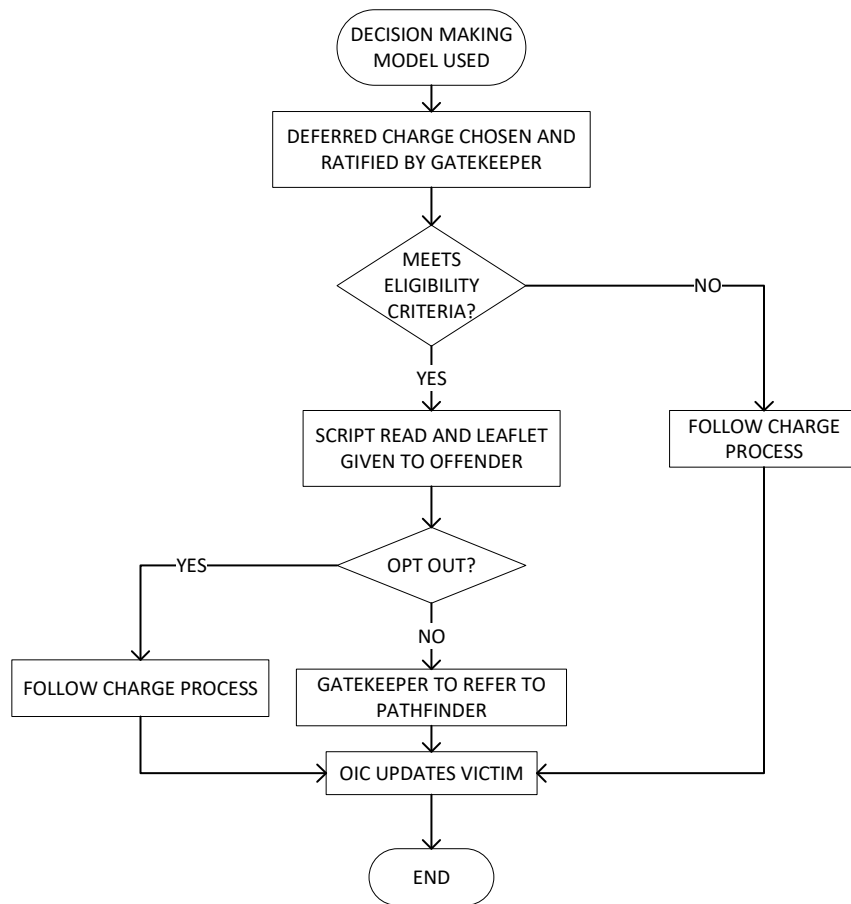 DECISION MAKING
MODEL USED
DEFERRED CHARGE CHOSEN AND
RATIFIED BY GATEKEEPER
MEETS
ELIGIBILITY
CRITERIA?
NO
YES
SCRIPT READ AND LEAFLET
GIVEN TO OFFENDER
FOLLOW CHARGE
PROCESS
OPT OUT?
YES
NO
FOLLOW CHARGE PROCESS
GATEKEEPER TO REFER TO
PATHFINDER
OIC UPDATES VICTIM
END